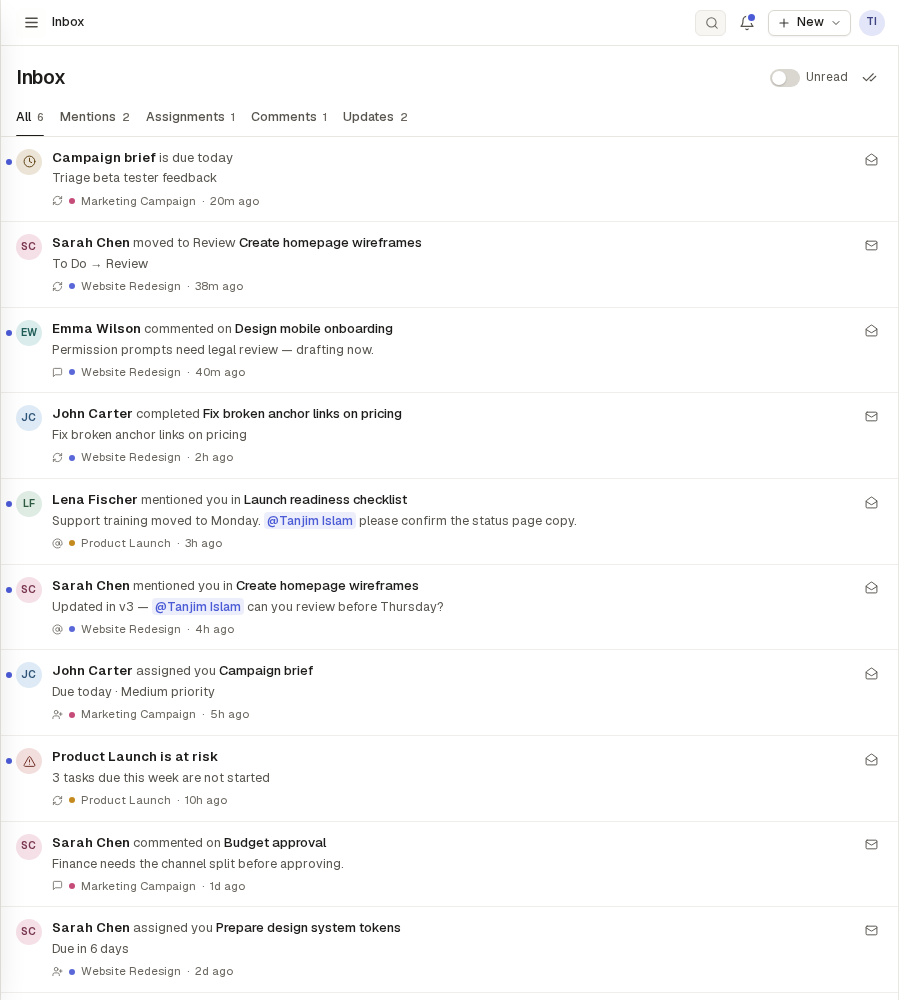 Inbox
New
TI
Inbox
Unread
All 6 Mentions 2 Assignments 1 Comments 1 Updates 2
Campaign brief is due today
Triage beta tester feedback
Marketing Campaign · 20m ago
SC
Sarah Chen moved to Review Create homepage wireframes
To Do → Review
Website Redesign · 38m ago
EW
Emma Wilson commented on Design mobile onboarding
Permission prompts need legal review — drafting now.
Website Redesign · 40m ago
JC
John Carter completed Fix broken anchor links on pricing
Fix broken anchor links on pricing
Website Redesign · 2h ago
LF
Lena Fischer mentioned you in Launch readiness checklist
Support training moved to Monday. @Tanjim Islam please confirm the status page copy.
Product Launch · 3h ago
SC
Sarah Chen mentioned you in Create homepage wireframes
Updated in v3 — @Tanjim Islam can you review before Thursday?
Website Redesign · 4h ago
JC
John Carter assigned you Campaign brief
Due today · Medium priority
Marketing Campaign · 5h ago
Product Launch is at risk
3 tasks due this week are not started
Product Launch · 10h ago
SC
Sarah Chen commented on Budget approval
Finance needs the channel split before approving.
Marketing Campaign · 1d ago
SC
Sarah Chen assigned you Prepare design system tokens
Due in 6 days
Website Redesign · 2d ago